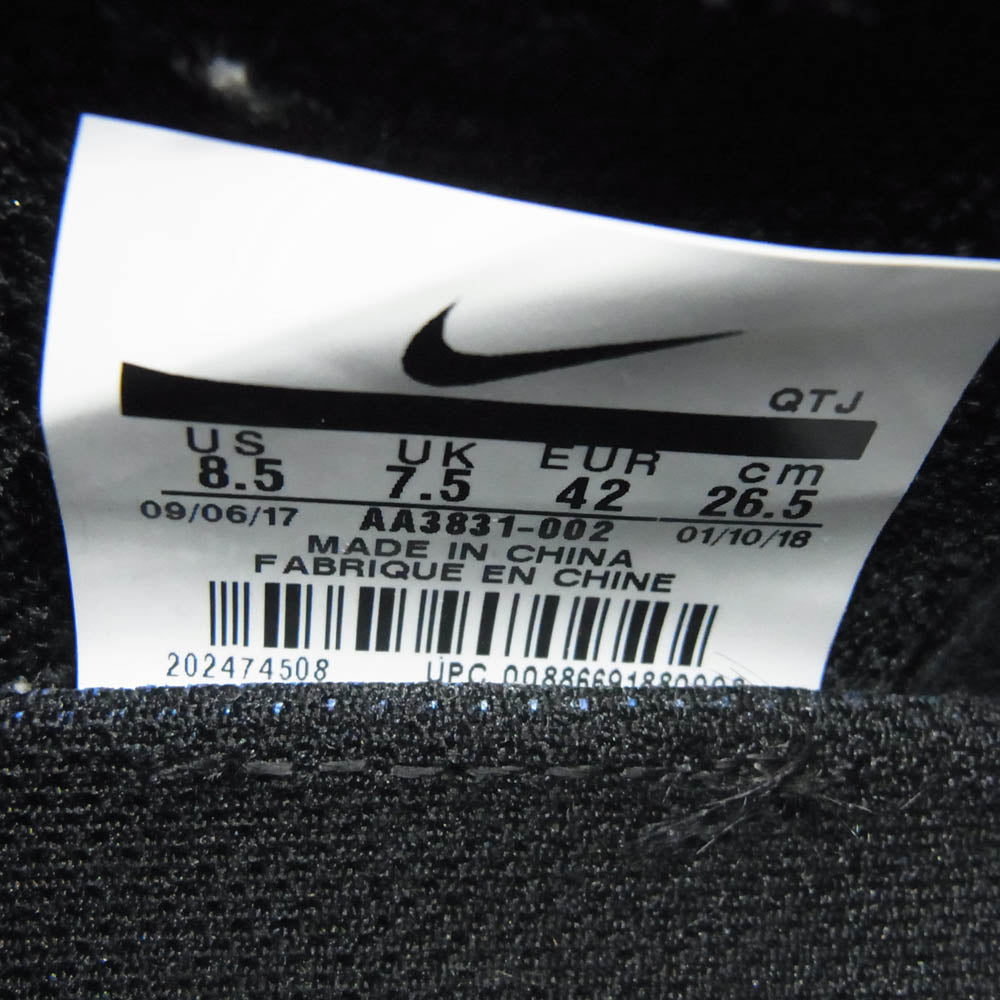 QTJ
US UK EUR cm
8.5 7.5 42 26.5
09/06/17 AA3831-002 01/10/18
MADE IN CHINA
FABRIQUE EN CHINE
202474508 UPC